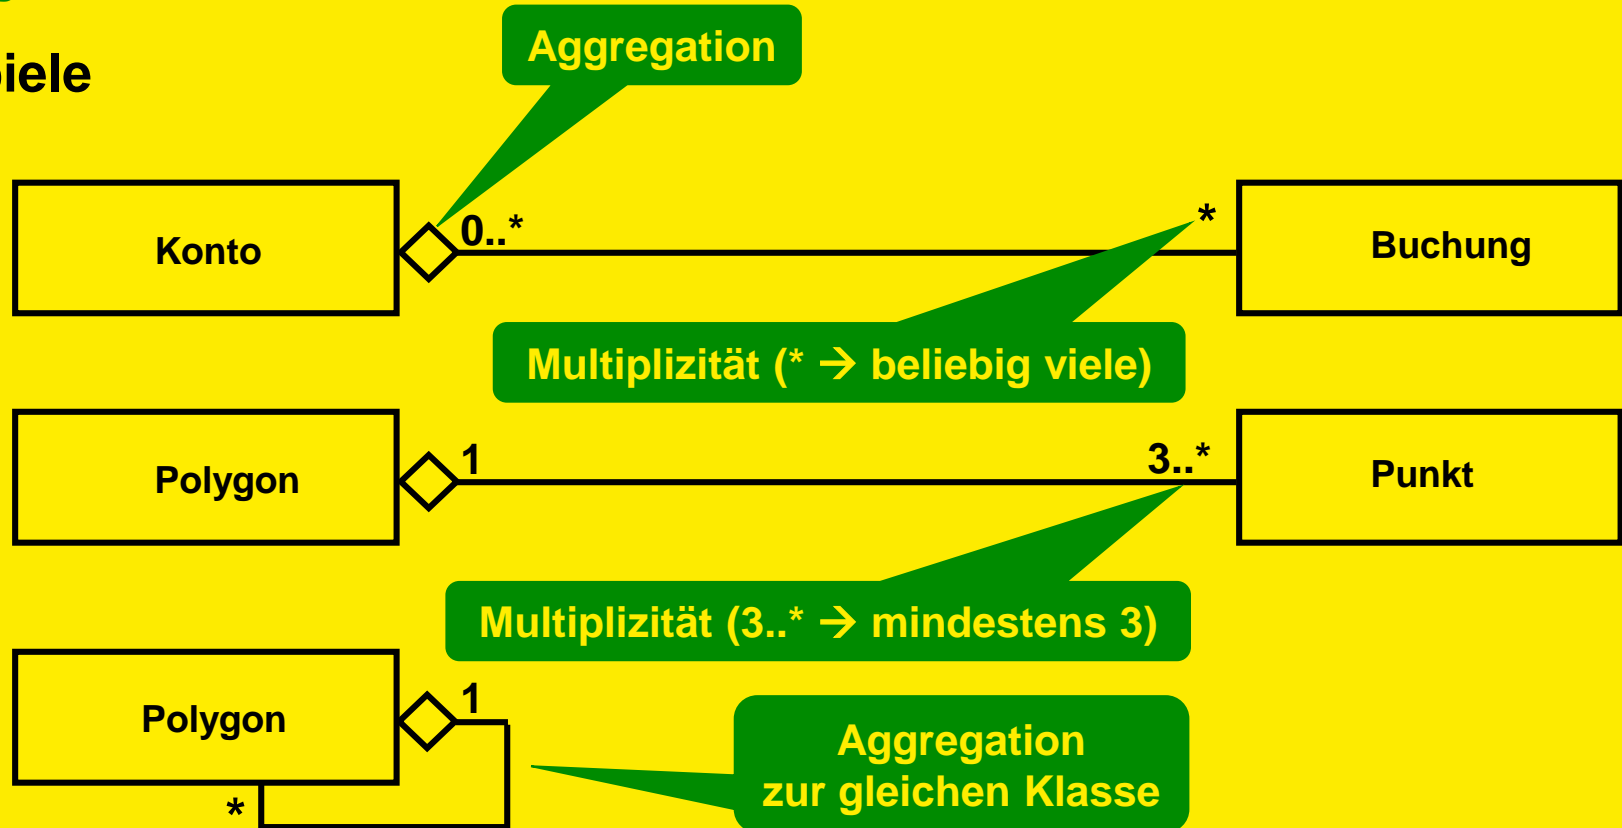 Aggregation
iele
Konto
0..*
*
Buchung
Multiplizität (* → beliebig viele)
Polygon
1
3..*
Punkt
Multiplizität (3..* → mindestens 3)
Polygon
1
Aggregation
zur gleichen Klasse
*